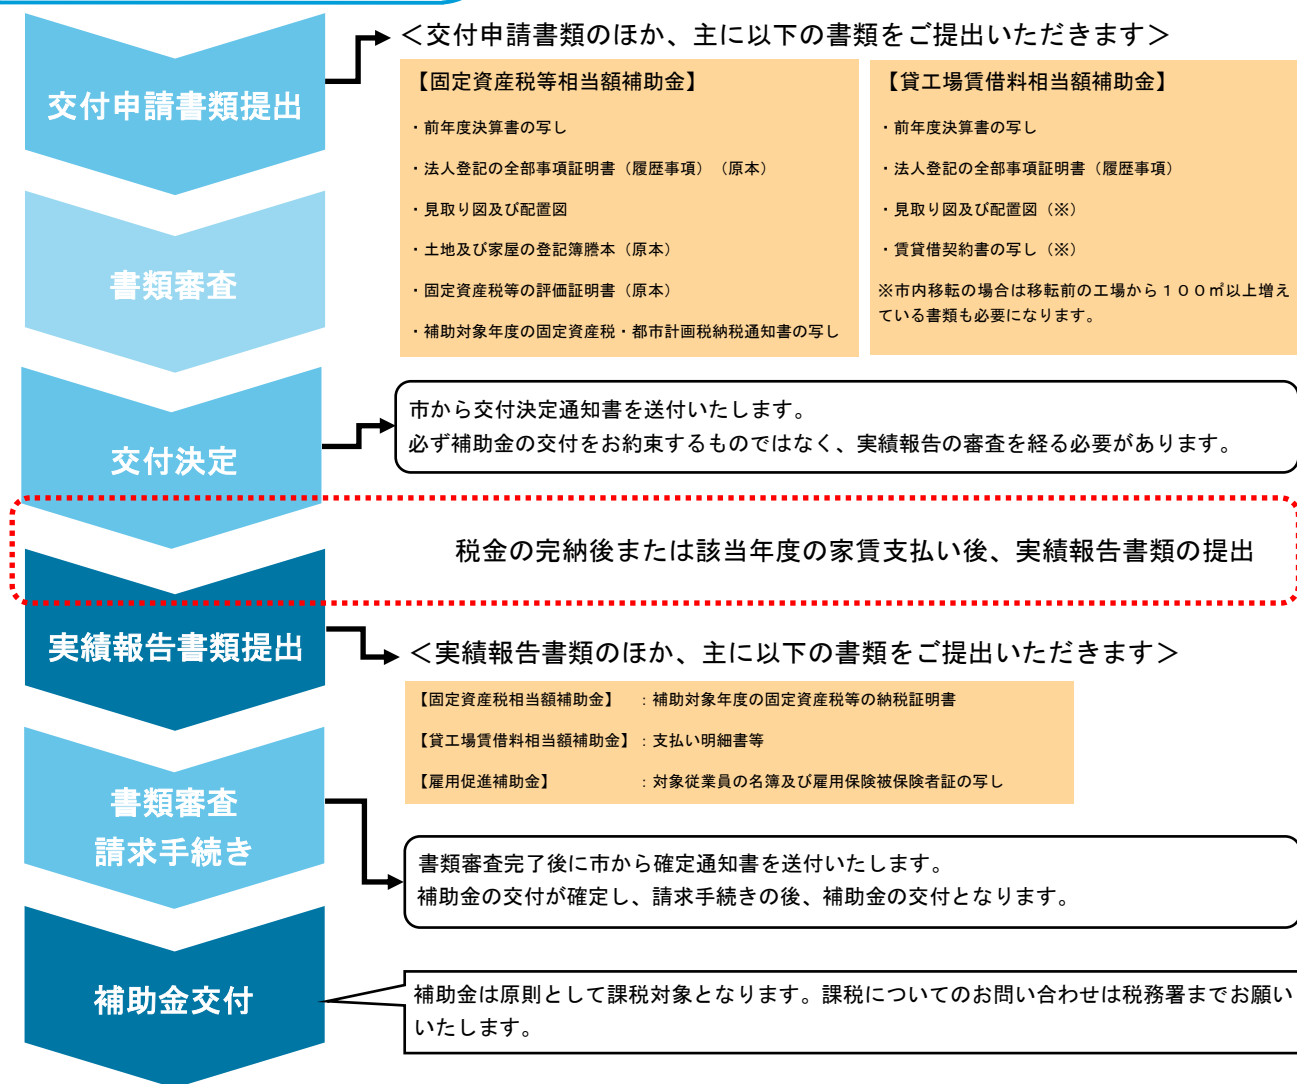 交付申請書類提出
＜交付申請書類のほか、主に以下の書類をご提出いただきます＞
【固定資産税等相当額補助金】
・前年度決算書の写し
・法人登記の全部事項証明書（履歴事項）（原本）
・見取り図及び配置図
・土地及び家屋の登記簿謄本（原本）
・固定資産税等の評価証明書（原本）
・補助対象年度の固定資産税・都市計画税納税通知書の写し
【貸工場賃借料相当額補助金】
・前年度決算書の写し
・法人登記の全部事項証明書（履歴事項）
・見取り図及び配置図（※）
・賃貸借契約書の写し（※）
※市内移転の場合は移転前の工場から１００㎡以上増え
ている書類も必要になります。
書類審査
交付決定
市から交付決定通知書を送付いたします。
必ず補助金の交付をお約束するものではなく、実績報告の審査を経る必要があります。
税金の完納後または該当年度の家賃支払い後、実績報告書類の提出
実績報告書類提出
＜実績報告書類のほか、主に以下の書類をご提出いただきます＞
【固定資産税相当額補助金】　：補助対象年度の固定資産税等の納税証明書
【貸工場賃借料相当額補助金】：支払い明細書等
【雇用促進補助金】　　　　　：対象従業員の名簿及び雇用保険被保険者証の写し
書類審査
請求手続き
書類審査完了後に市から確定通知書を送付いたします。
補助金の交付が確定し、請求手続きの後、補助金の交付となります。
補助金交付
補助金は原則として課税対象となります。課税についてのお問い合わせは税務署までお願い
いたします。